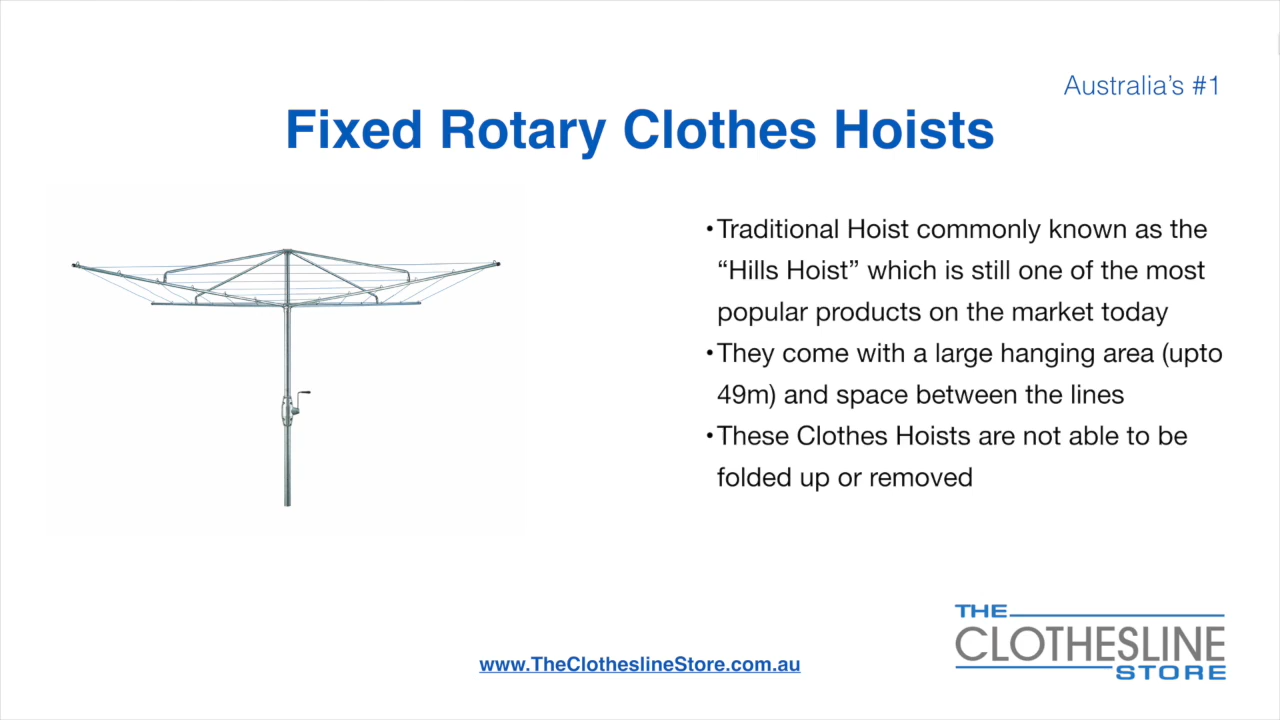 Australia’s #1
Fixed Rotary Clothes Hoists
•Traditional Hoist commonly known as the
“Hills Hoist” which is still one of the most
popular products on the market today
•They come with a large hanging area (upto
49m) and space between the lines
•These Clothes Hoists are not able to be
folded up or removed
THE
CLOTHESLINE
STORE
www.TheClotheslineStore.com.au